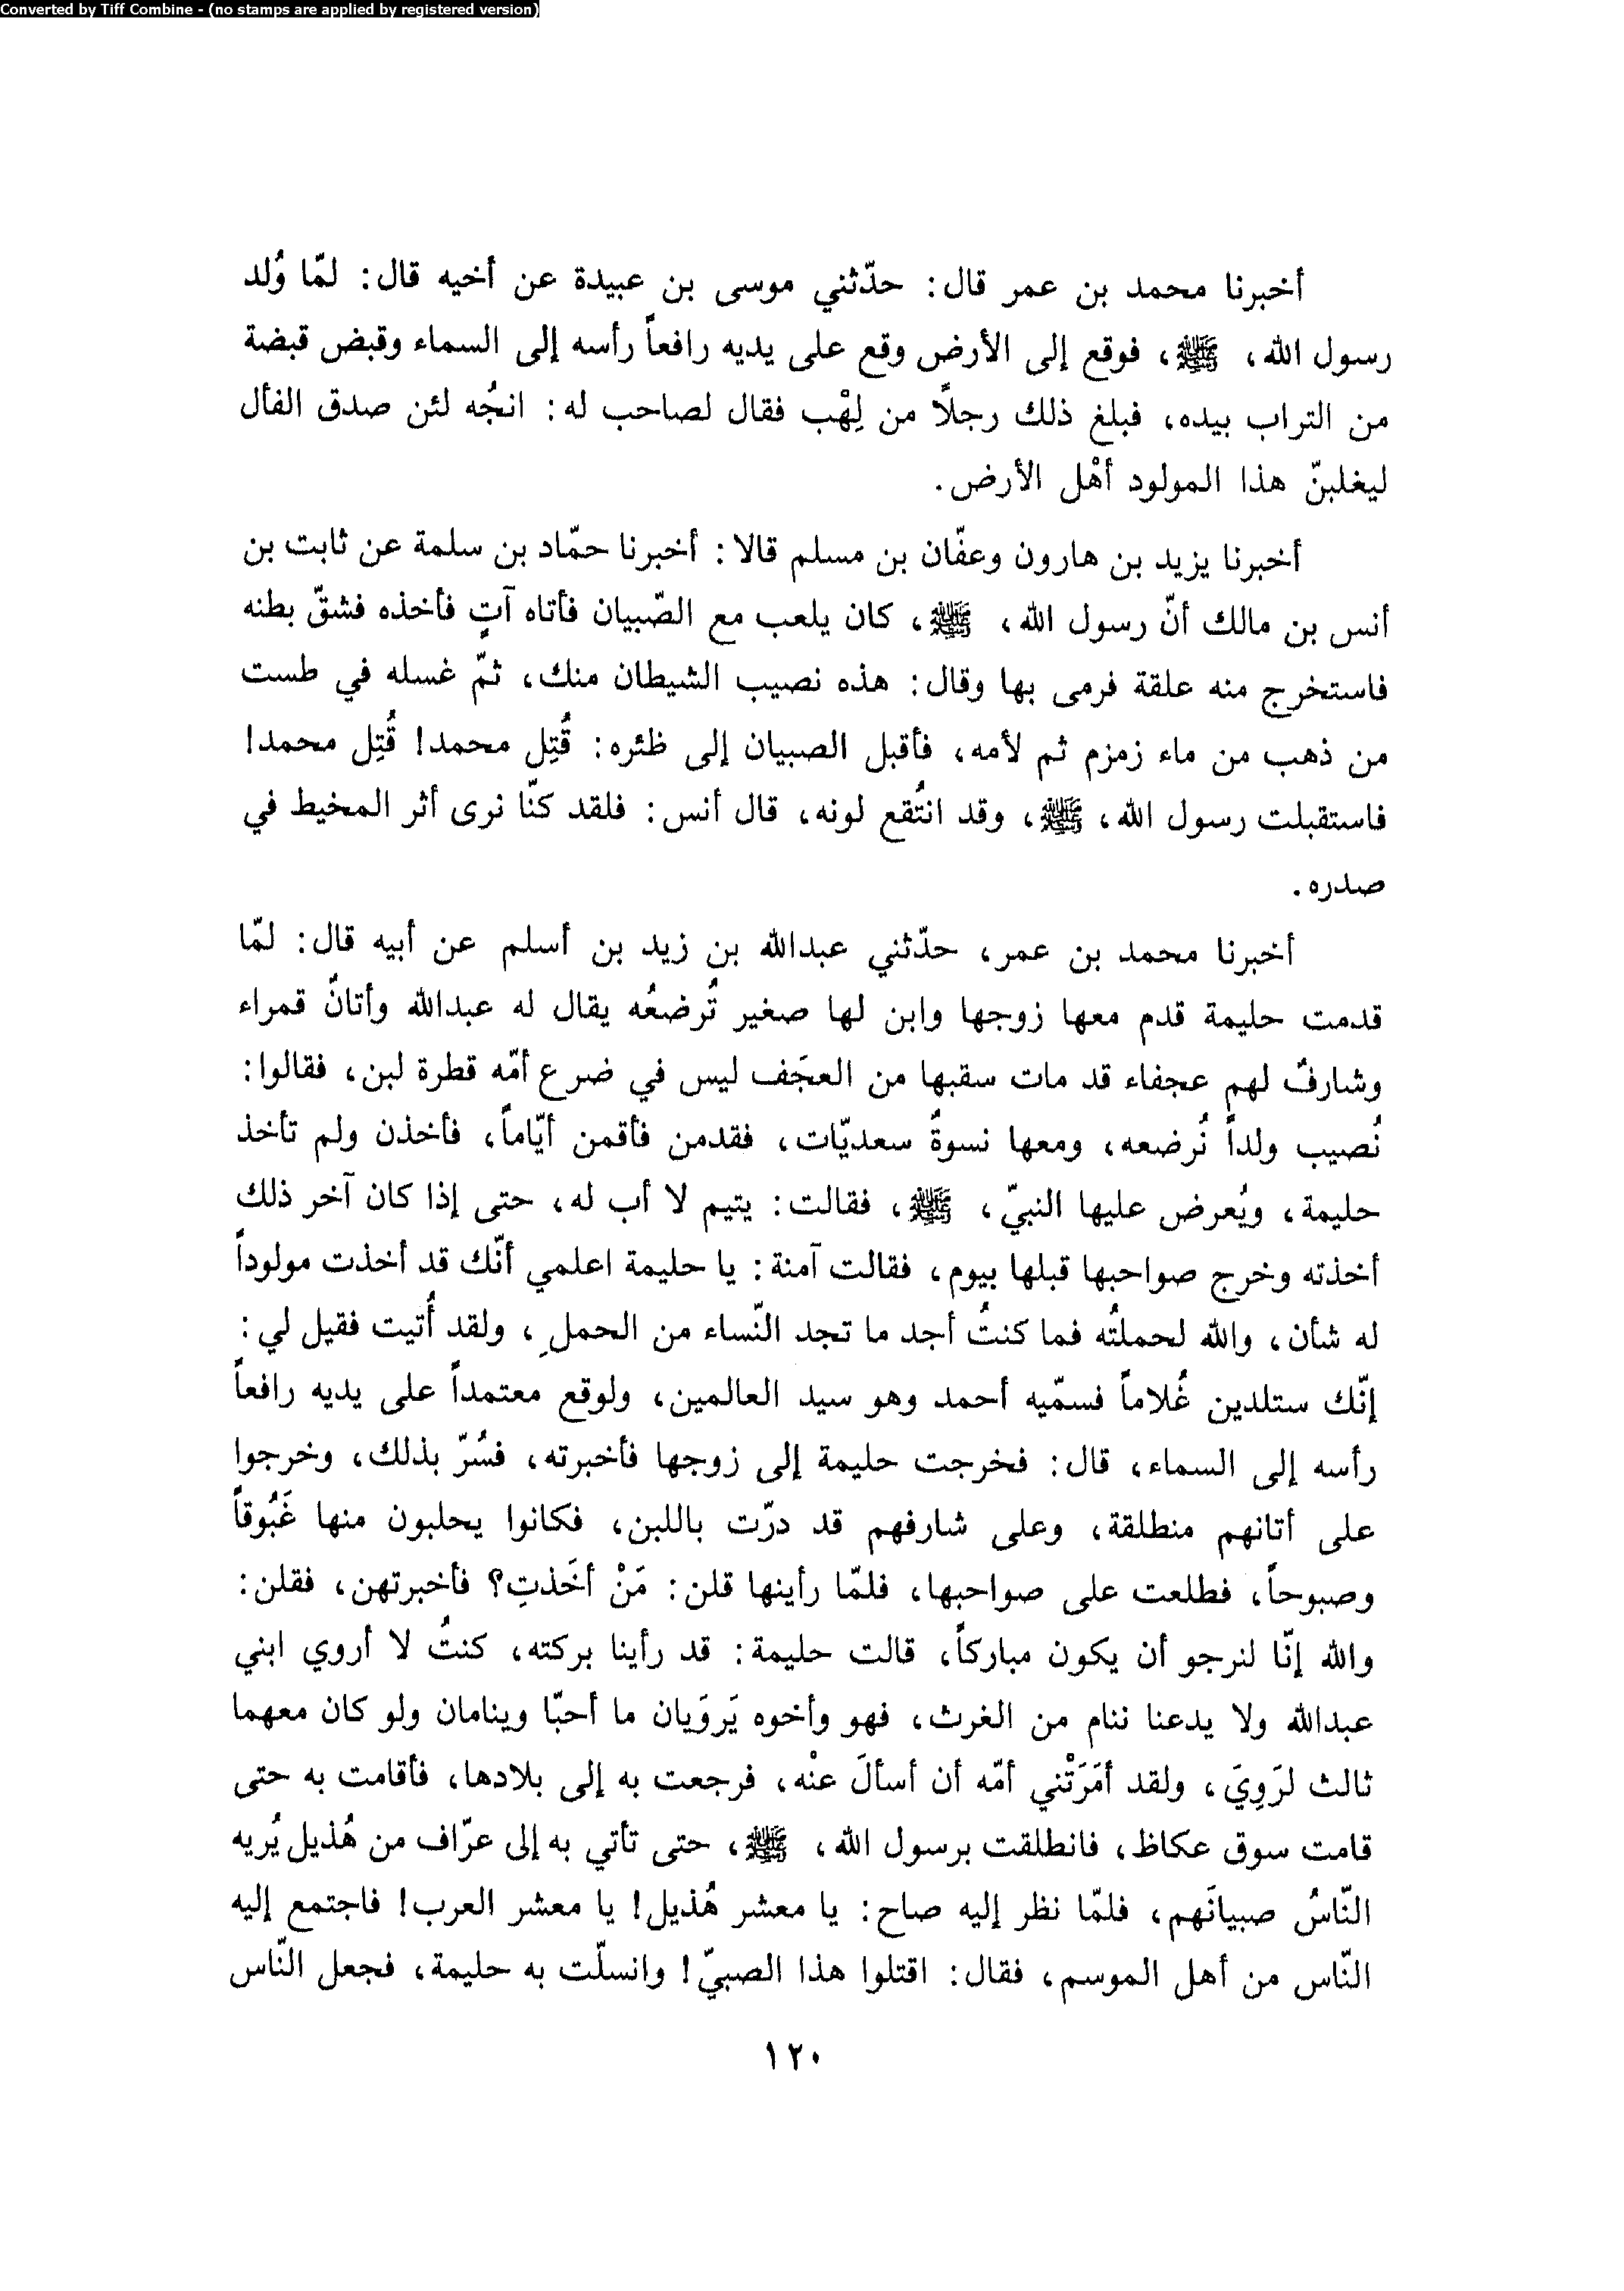 Converted by Tiff Combine - (no stamps are applied by registered version)
أخبرنا محمد بن عمر قال: حدّثني موسى بن عبيدة عن أخيه قال: لمّا وُلد
رسول الله، ﷺ، فوقع إلى الأرض وقع على يديه رافعاً رأسه إلى السماء وقبض قبضة
من التراب بيده، فبلغ ذلك رجلًا من لِهْب فقال لصاحب له: انجُه لئن صدق الفأل
ليغلبنّ هذا المولود أهْل الأرض.
أخبرنا يزيد بن هارون وعفّان بن مسلم قالا: أخبرنا حمّاد بن سلمة عن ثابت بن
أنس بن مالك أنّ رسول الله، ﷺ، كان يلعب مع الصّبيان فأتاه آتٍ فأخذه فشقّ بطنه
فاستخرج منه علقة فرمى بها وقال: هذه نصيب الشيطان منك، ثمّ غسله في طست
من ذهب من ماء زمزم ثم لأمه، فأقبل الصبيان إلى ظئره: قُتِل محمد! قُتِل محمد!
فاستقبلت رسول الله، ﷺ، وقد انتُقع لونه، قال أنس: فلقد كنّا نرى أثر المخيط في
صدره.
أخبرنا محمد بن عمر، حدّثني عبدالله بن زيد بن أسلم عن أبيه قال: لمّا
قدمت حليمة قدم معها زوجها وابن لها صغير تُرضعُه يقال له عبدالله وأتانٌ قمراء
وشارفٌ لهم عجفاء قد مات سقبها من العجَف ليس في ضرع أمّه قطرة لبن، فقالوا:
نُصيب ولداً نُرضعه، ومعها نسوةٌ سعديّات، فقدمن فأقمن أيّاماً، فأخذن ولم تأخذ
حليمة، ويُعرض عليها النبيّ، ﷺ، فقالت: يتيم لا أب له، حتى إذا كان آخر ذلك
أخذته وخرج صواحبها قبلها بيوم، فقالت آمنة: يا حليمة اعلمي أنّك قد أخذت مولوداً
له شأن، والله لحملتُه فما كنتُ أجد ما تجد النّساء من الحملِ، ولقد أُتيت فقيل لي:
إنّك ستلدين غُلاماً فسمّيه أحمد وهو سيد العالمين، ولوقع معتمداً على يديه رافعاً
رأسه إلى السماء، قال: فخرجت حليمة إلى زوجها فأخبرته، فسُرّ بذلك، وخرجوا
على أتانهم منطلقة، وعلى شارفهم قد درّت باللبن، فكانوا يحلبون منها غَبُوقاً
وصبوحاً، فطلعت على صواحبها، فلمّا رأينها قلن: مَنْ أخَذتِ؟ فأخبرتهن، فقلن:
والله إنّا لنرجو أن يكون مباركاً، قالت حليمة: قد رأينا بركته، كنتُ لا أروي ابني
عبدالله ولا يدعنا ننام من الغرث، فهو وأخوه يَروَيان ما أحبّا وينامان ولو كان معهما
ثالث لرَوِيَ، ولقد أمَرَتْني أمّه أن أسألَ عنْه، فرجعت به إلى بلادها، فأقامت به حتى
قامت سوق عكاظ، فانطلقت برسول الله، ﷺ، حتى تأتي به إلى عرّاف من هُذيل يُريه
النّاسُ صبيانَهم، فلمّا نظر إليه صاح: يا معشر هُذيل! يا معشر العرب! فاجتمع إليه
النّاس من أهل الموسم، فقال: اقتلوا هذا الصبيّ! وانسلّت به حليمة، فجعل النّاس
١٢٠